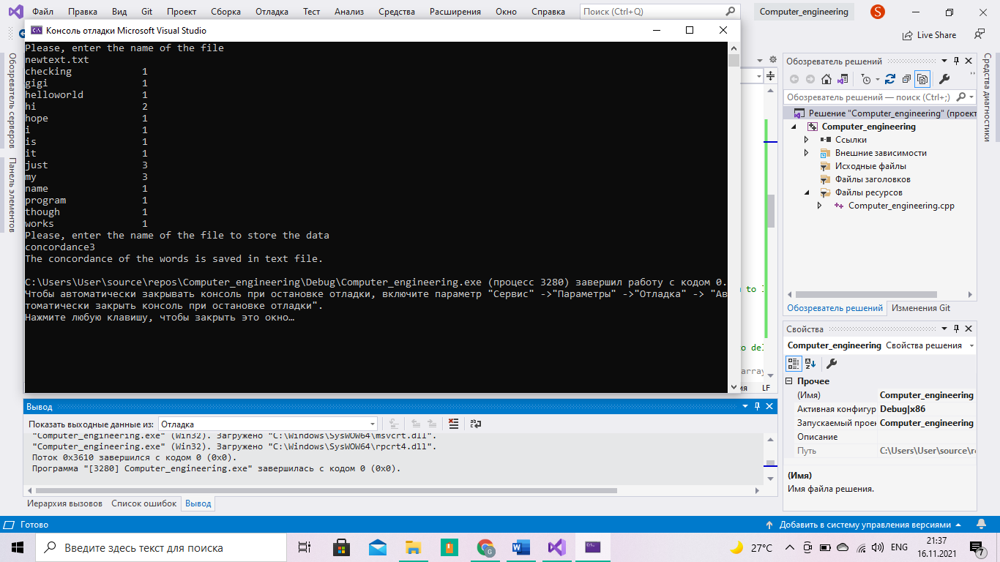 Файл Правка Вид Git Проект Сборка Отладка Тест Анализ Средства Расширения Окно Справка Поиск (Ctrl+Q) Computer_engineering S
Консоль отладки Microsoft Visual Studio
Live Share
Please, enter the name of the file
newtext.txt
checking 1
gigi 1
helloworld 1
hi 2
hope 1
i 1
is 1
it 1
just 3
my 3
name 1
program 1
though 1
works 1
Please, enter the name of the file to store the data
concordance3
The concordance of the words is saved in text file.
C:\Users\User\source\repos\Computer_engineering\Debug\Computer_engineering.exe (процесс 3280) завершил работу с кодом 0.
Чтобы автоматически закрывать консоль при остановке отладки, включите параметр "Сервис" ->"Параметры" ->"Отладка" -> "Ав
томатически закрыть консоль при остановке отладки".
Нажмите любую клавишу, чтобы закрыть это окно…
Обозреватель серверов
Панель элементов
to
array
LF
Обозреватель решений
Обозреватель решений — поиск (Ctrl+;)
Решение "Computer_engineering" (проект
Computer_engineering
Ссылки
Внешние зависимости
Исходные файлы
Файлы заголовков
Файлы ресурсов
Computer_engineering.cpp
Обозреватель решений Изменения Git
Средства диагностики
Свойства
Computer_engineering Свойства решения
Прочее
(Имя) Computer_engineering
Активная конфигур Debug|x86
Запускаемый проек Computer_engineering
Описание
Путь C:\Users\User\source\re
(Имя)
Имя файла решения.
Вывод
Показать выходные данные из: Отладка
"Computer_engineering.exe" (Win32). Загружено "C:\Windows\SysWOW64\msvcrt.dll".
"Computer_engineering.exe" (Win32). Загружено "C:\Windows\SysWOW64\rpcrt4.dll".
Поток 0x3610 завершился с кодом 0 (0x0).
Программа "[3280] Computer_engineering.exe" завершилась с кодом 0 (0x0).
Иерархия вызовов Список ошибок Вывод
Готово Добавить в систему управления версиями
Введите здесь текст для поиска 27°C ENG 21:37
16.11.2021 7